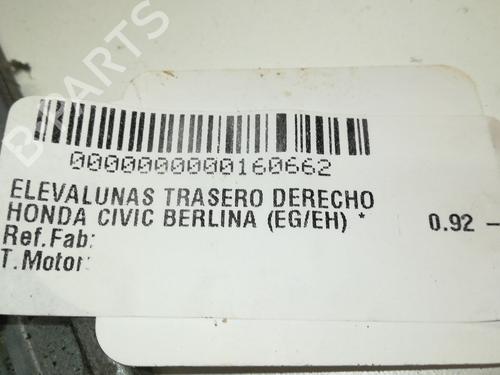 B-PARTS
0000000000160662
ELEVALUNAS TRASERO DERECHO
HONDA CIVIC BERLINA (EG/EH) * 0.92 -
Ref.Fab:
T.Motor: